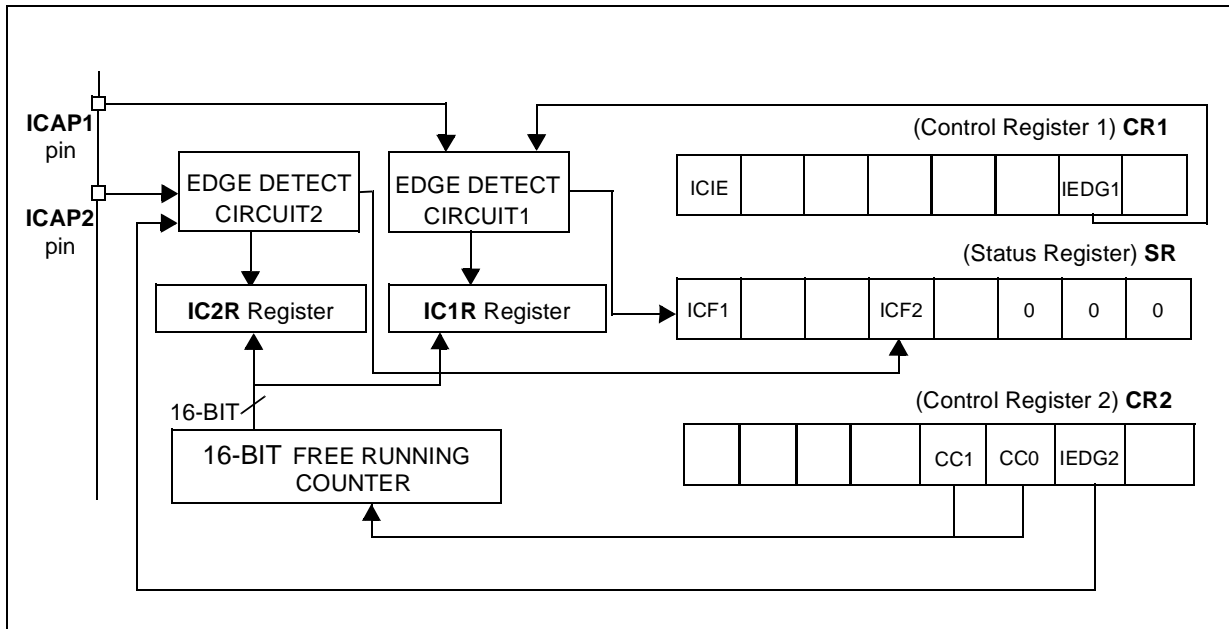 ICAP1
pin
ICAP2
pin
EDGE DETECT
CIRCUIT2
EDGE DETECT
CIRCUIT1
(Control Register 1) CR1
ICIE
IEDG1
(Status Register) SR
IC2R Register
IC1R Register
ICF1
ICF2
0
0
0
16-BIT
16-BIT FREE RUNNING
COUNTER
(Control Register 2) CR2
CC1
CC0
IEDG2